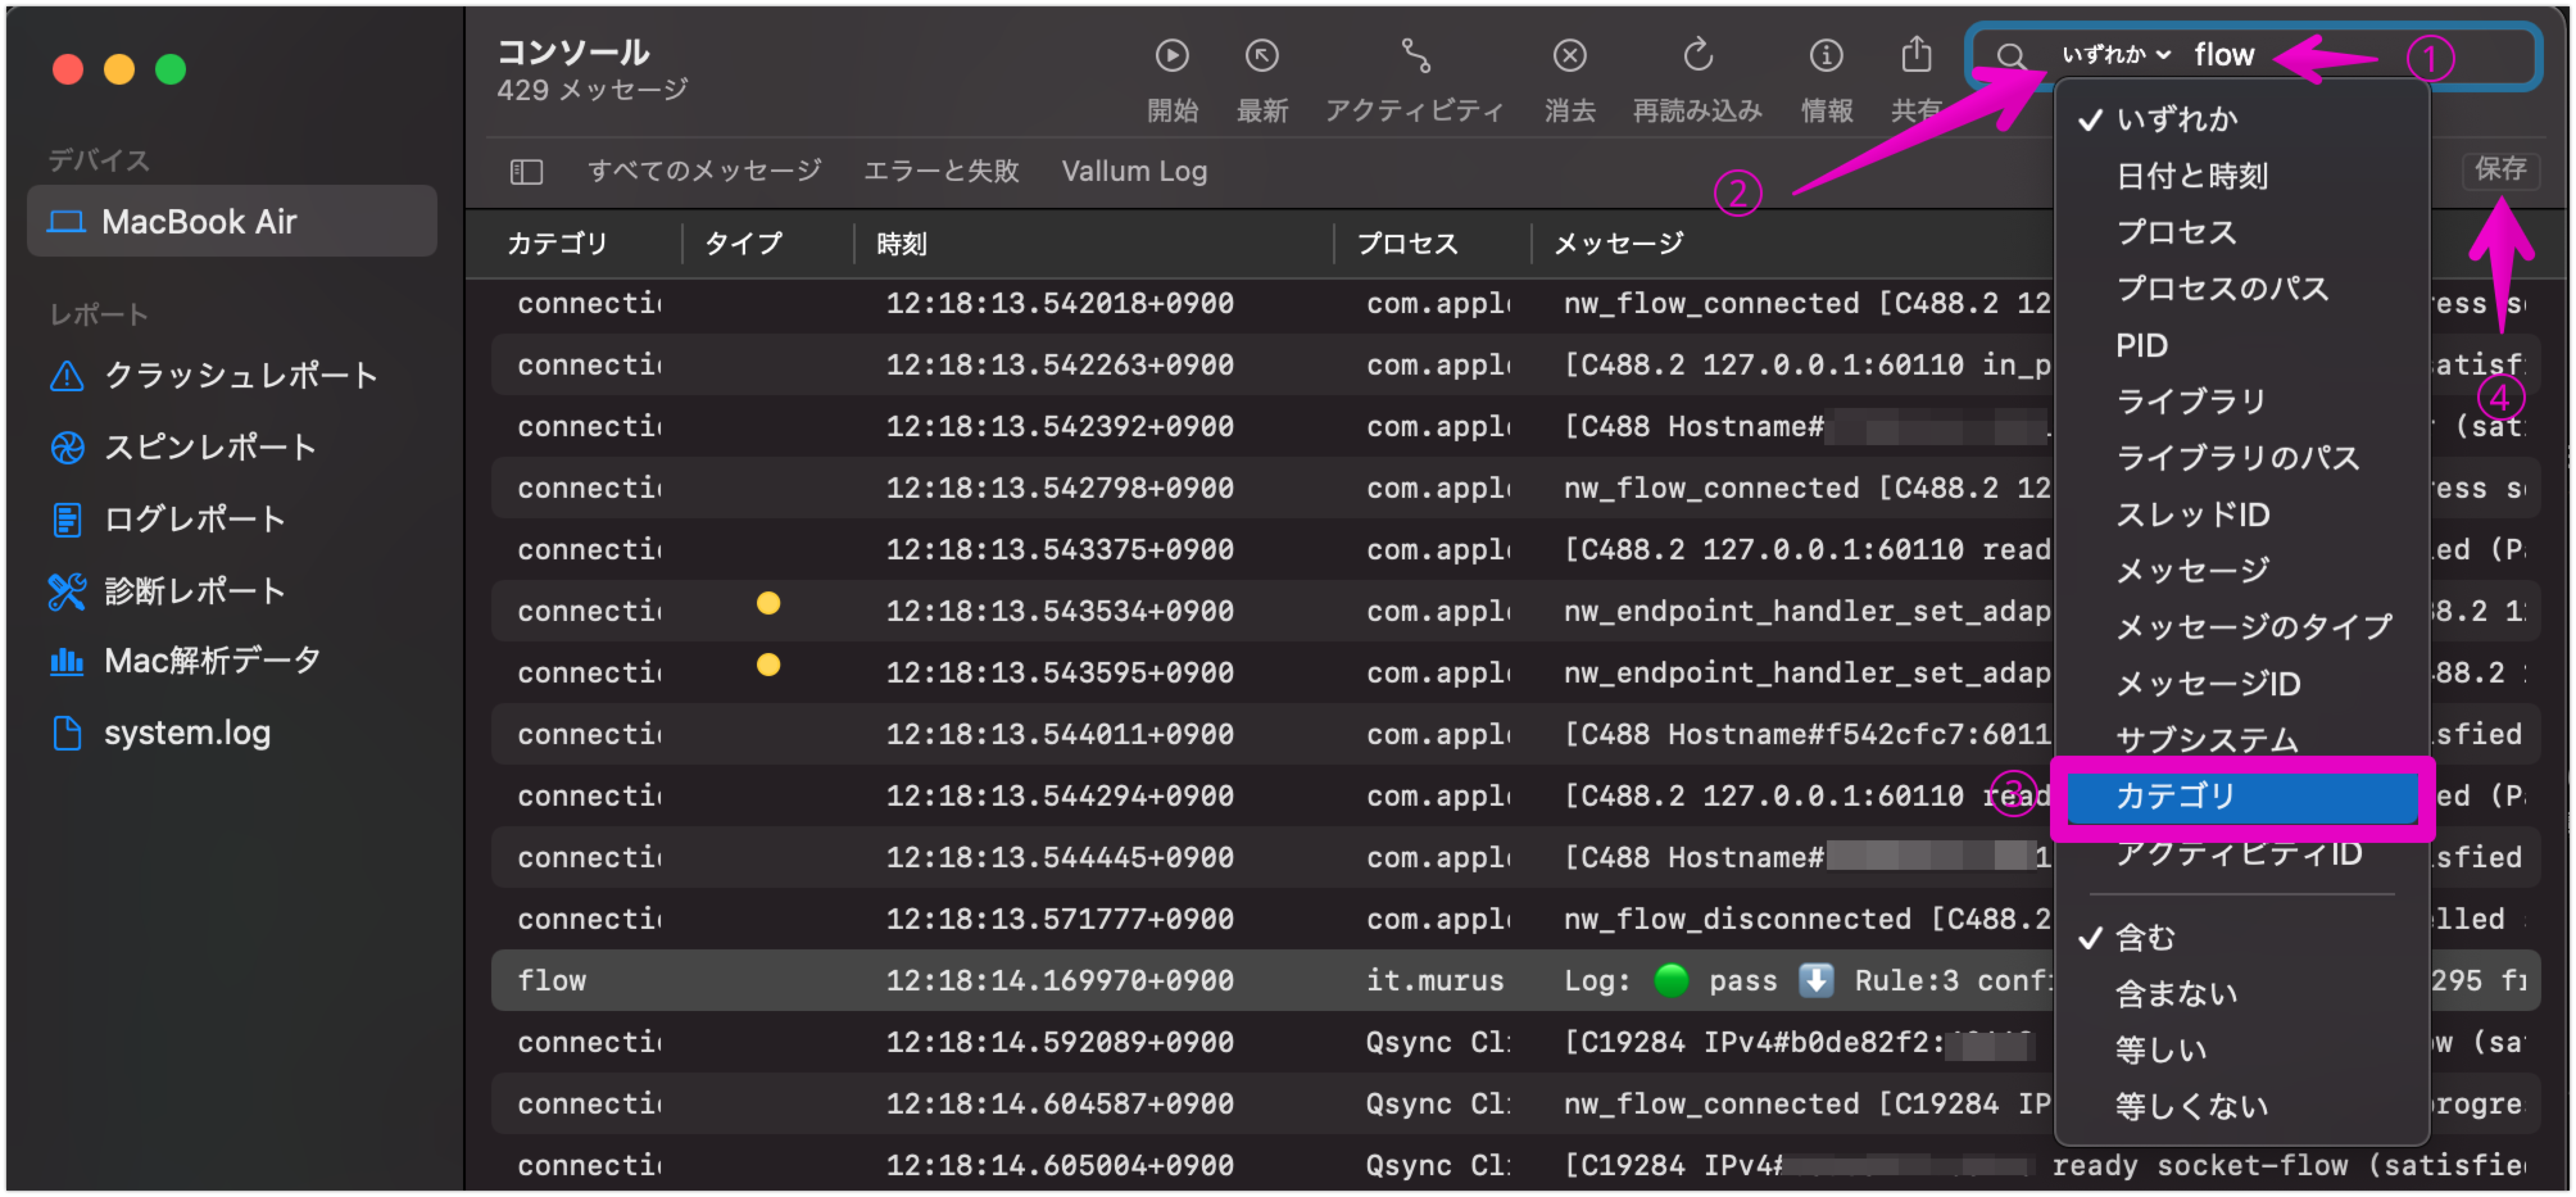 コンソール
429 メッセージ
開始
最新
アクティビティ
消去
再読み込み
情報
共有
いずれか flow
①
②
すべてのメッセージ エラーと失敗 Vallum Log
保存
④
デバイス
MacBook Air
レポート
クラッシュレポート
スピンレポート
ログレポート
診断レポート
Mac解析データ
system.log
カテゴリ タイプ 時刻 プロセス メッセージ
connecti 12:18:13.542018+0900 com.appl nw_flow_connected [C488.2 12 ess s
connecti 12:18:13.542263+0900 com.appl [C488.2 127.0.0.1:60110 in_p atisf
connecti 12:18:13.542392+0900 com.appl [C488 Hostname# (sat
connecti 12:18:13.542798+0900 com.appl nw_flow_connected [C488.2 12 ess s
connecti 12:18:13.543375+0900 com.appl [C488.2 127.0.0.1:60110 read ed (P
connecti 12:18:13.543534+0900 com.appl nw_endpoint_handler_set_adap 8.2 1
connecti 12:18:13.543595+0900 com.appl nw_endpoint_handler_set_adap 88.2
connecti 12:18:13.544011+0900 com.appl [C488 Hostname#f542cfc7:6011 sfied
connecti 12:18:13.544294+0900 com.appl [C488.2 127.0.0.1:60110 read ed (P
connecti 12:18:13.544445+0900 com.appl [C488 Hostname# 1 sfied
connecti 12:18:13.571777+0900 com.appl nw_flow_disconnected [C488.2 elled
flow 12:18:14.169970+0900 it.murus Log: 🟢 pass ⬇️ Rule:3 conf 295 f
connecti 12:18:14.592089+0900 Qsync Cl [C19284 IPv4#b0de82f2: w (sa
connecti 12:18:14.604587+0900 Qsync Cl nw_flow_connected [C19284 IP rogre
connecti 12:18:14.605004+0900 Qsync Cl [C19284 IPv4# ready socket-flow (satisfie
✓ いずれか
日付と時刻
プロセス
プロセスのパス
PID
ライブラリ
ライブラリのパス
スレッドID
メッセージ
メッセージのタイプ
メッセージID
サブシステム
③
カテゴリ
アクティビティID
✓ 含む
含まない
等しい
等しくない